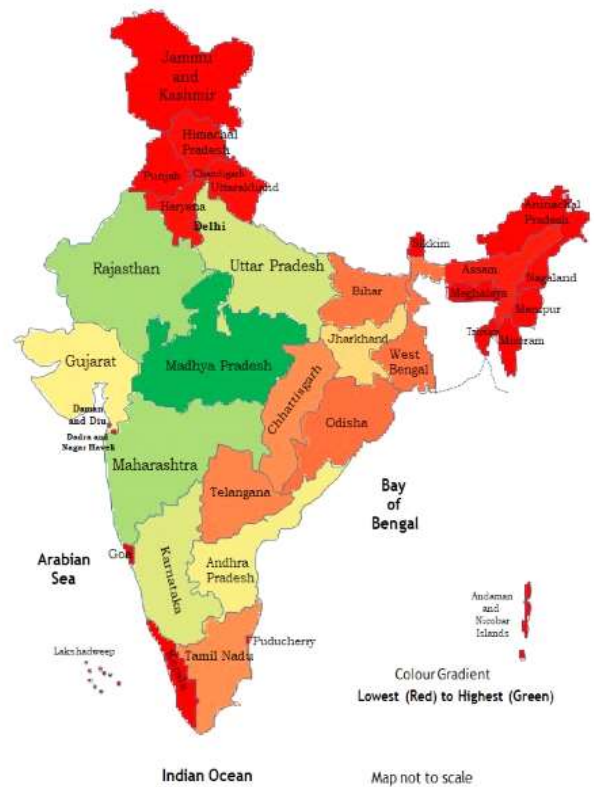 Jammu
and
Kashmir
Himachal
Pradesh
Punjab
Chandigarh
Uttarakhand
Haryana
Delhi
Arunachal
Pradesh
Sikkim
Rajasthan
Uttar Pradesh
Assam
Nagaland
Bihar
Meghalaya
Manipur
Jharkhand
Tripura
Mizoram
Gujarat
Madhya Pradesh
West
Bengal
Chhattisgarh
Daman
and Diu
Odisha
Dadra and
Nagar Haveli
Maharashtra
Telangana
Bay
of
Bengal
Goa
Arabian
Sea
Karnataka
Andhra
Pradesh
Andaman
and
Nicobar
Islands
Puducherry
Lakshadweep
Tamil Nadu
Colour Gradient
Lowest (Red) to Highest (Green)
Indian Ocean
Map not to scale